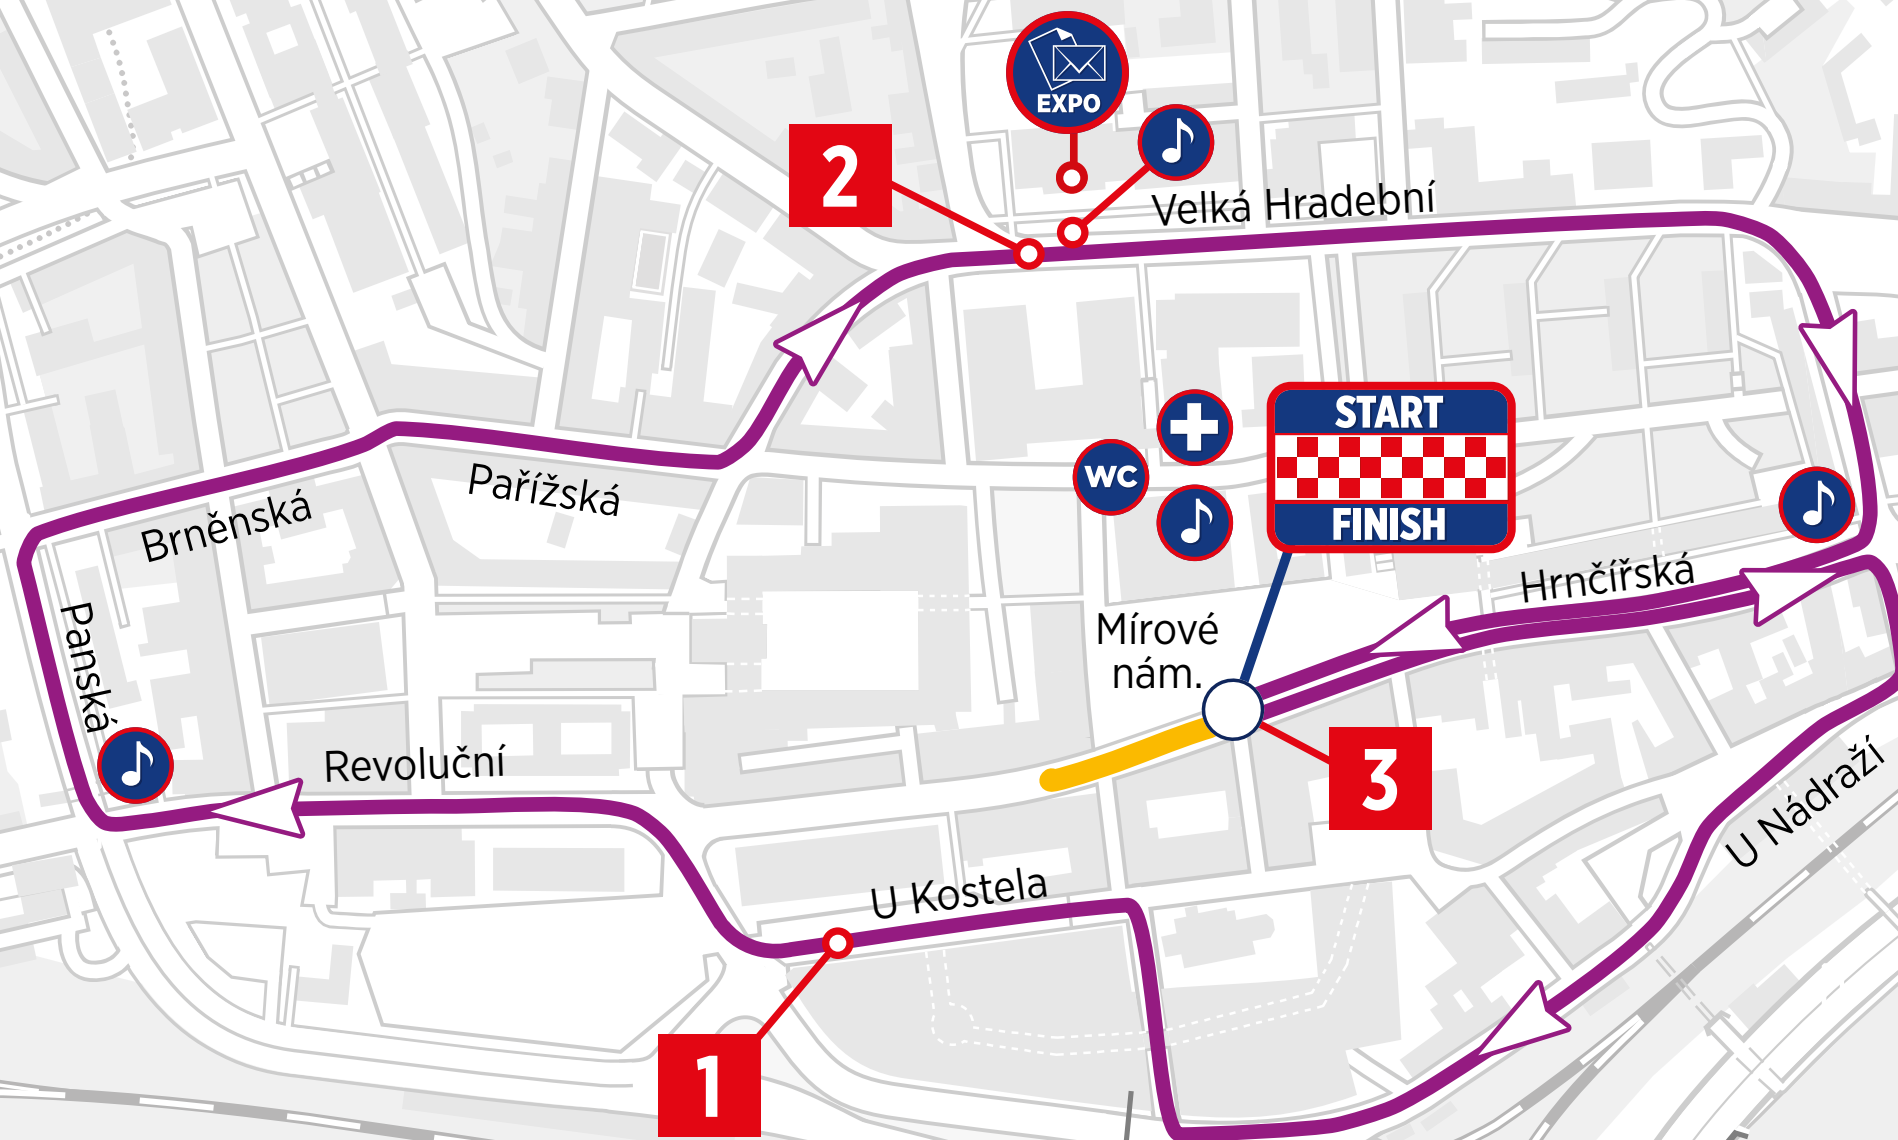 EXPO
2
Velká Hradební
START
FINISH
WC
Pařížská
Brněnská
Hrnčířská
Mírové
nám.
Panská
Revoluční
3
U Nádraží
U Kostela
1